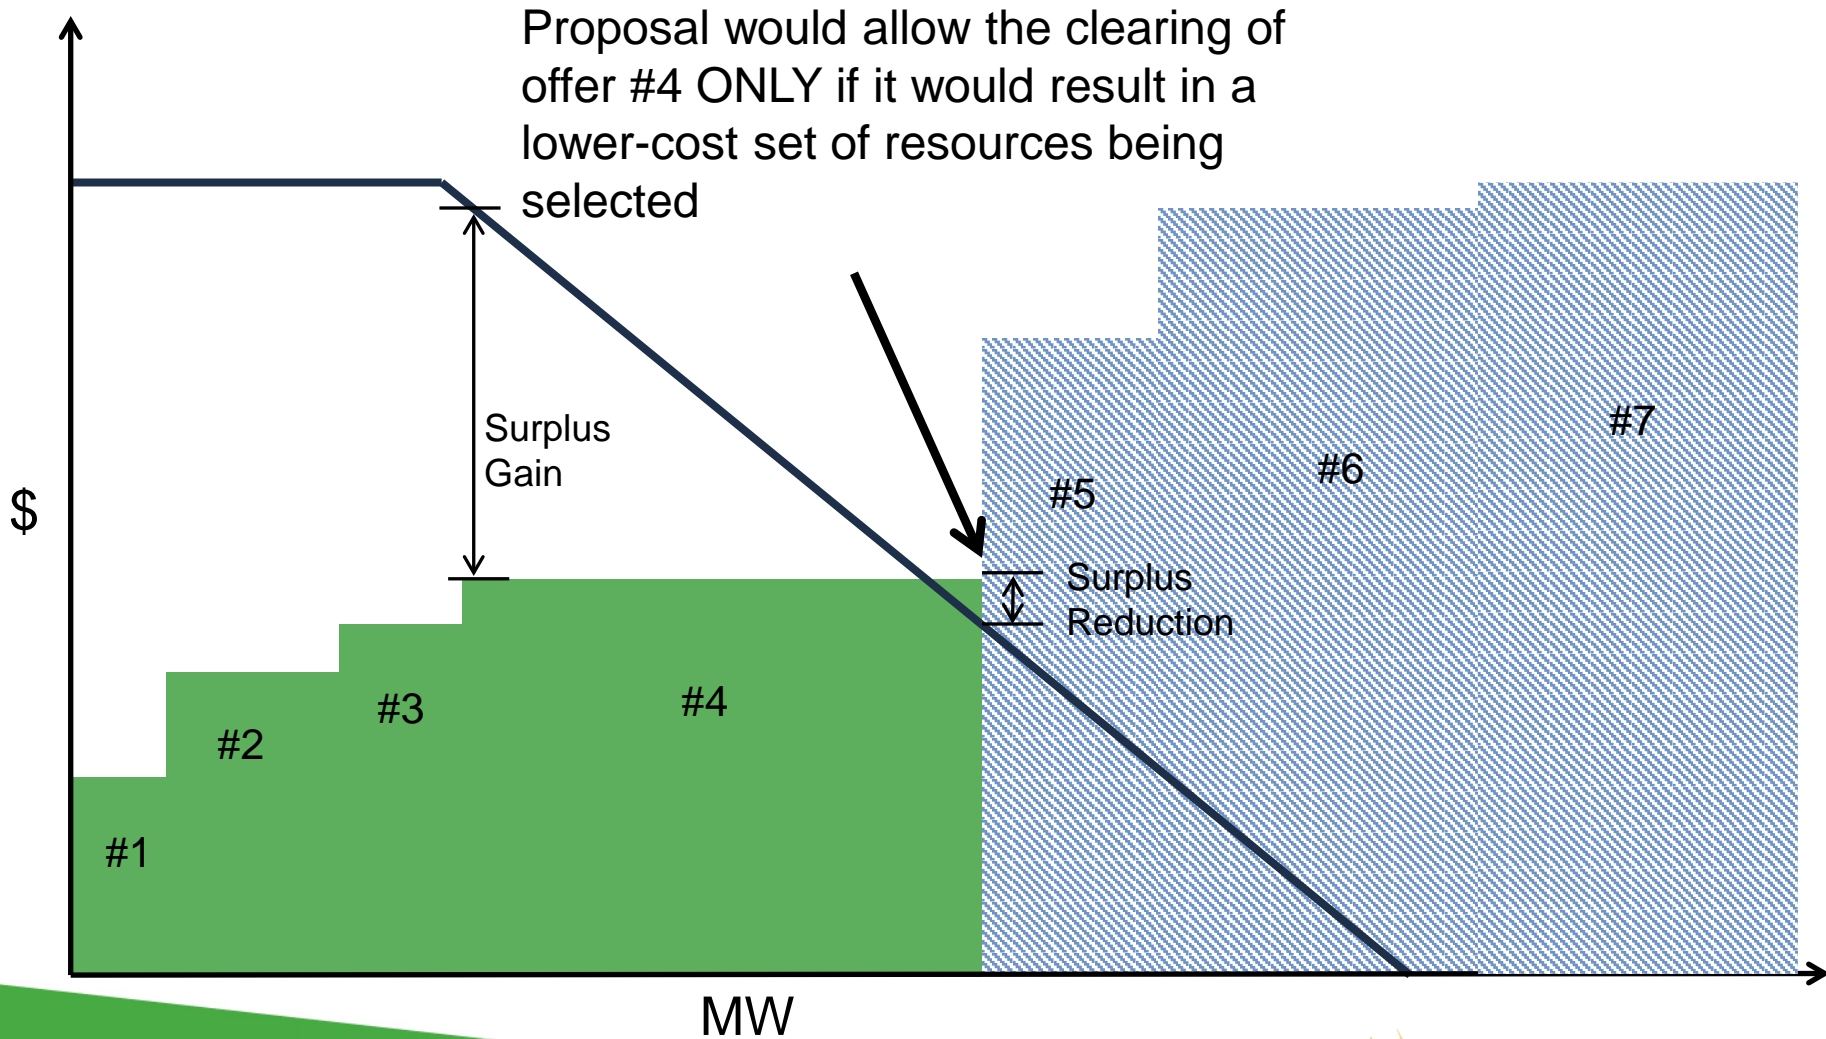 Proposal would allow the clearing of
offer #4 ONLY if it would result in a
lower-cost set of resources being
selected
Surplus
Gain
$
#7
#6
#5
Surplus
Reduction
#4
#3
#2
#1
MW